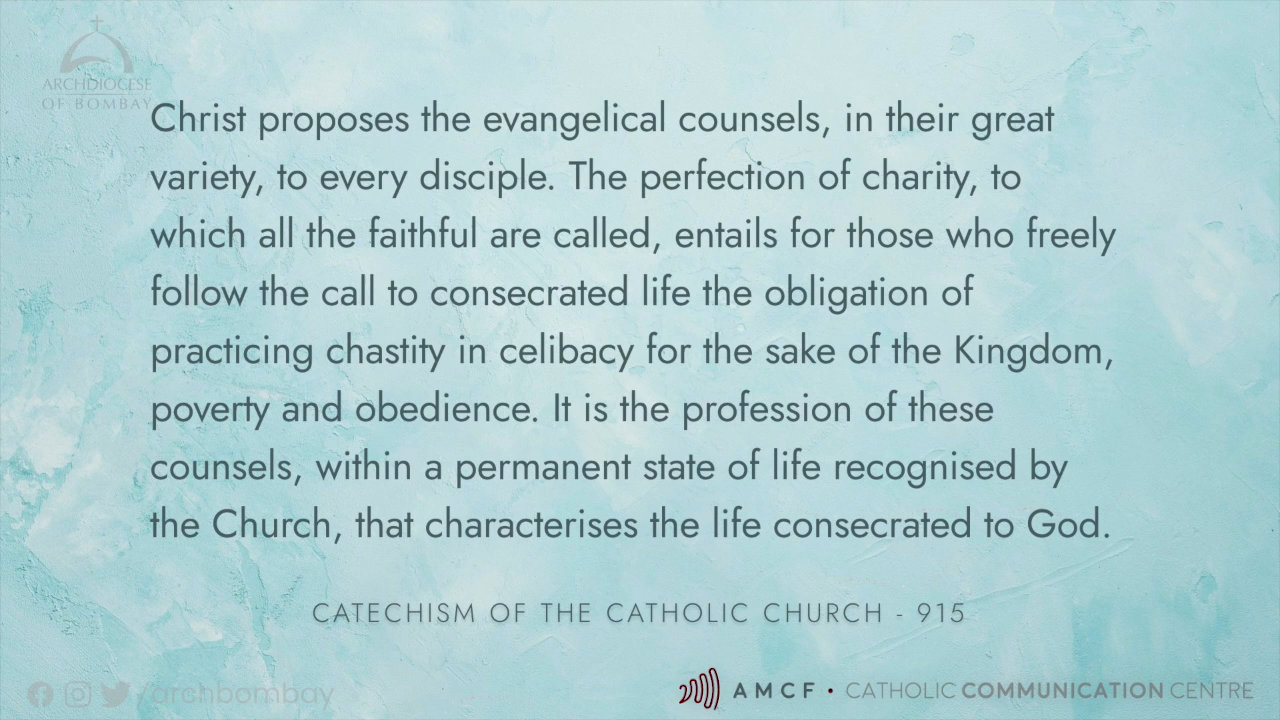 ARCHDIOCESE
OF BOMBAY
Christ proposes the evangelical counsels, in their great
variety, to every disciple. The perfection of charity, to
which all the faithful are called, entails for those who freely
follow the call to consecrated life the obligation of
practicing chastity in celibacy for the sake of the Kingdom,
poverty and obedience. It is the profession of these
counsels, within a permanent state of life recognised by
the Church, that characterises the life consecrated to God.
CATECHISM OF THE CATHOLIC CHURCH - 915
/archbombay
AMCF • CATHOLIC COMMUNICATION CENTRE